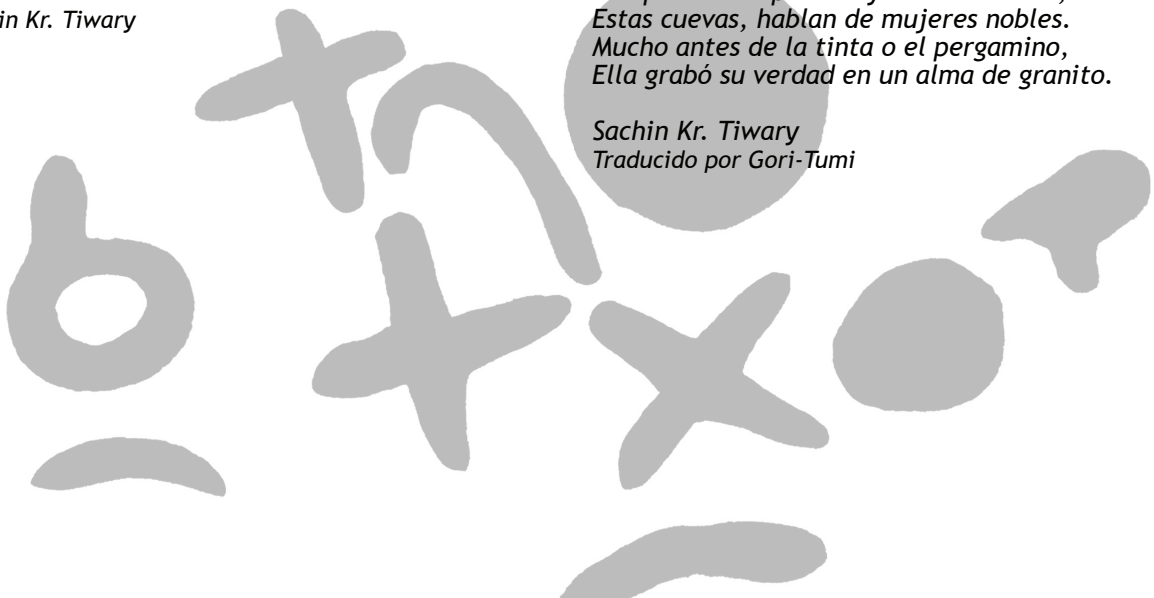 in Kr. Tiwary
Estas cuevas, hablan de mujeres nobles.
Mucho antes de la tinta o el pergamino,
Ella grabó su verdad en un alma de granito.
Sachin Kr. Tiwary
Traducido por Gori-Tumi